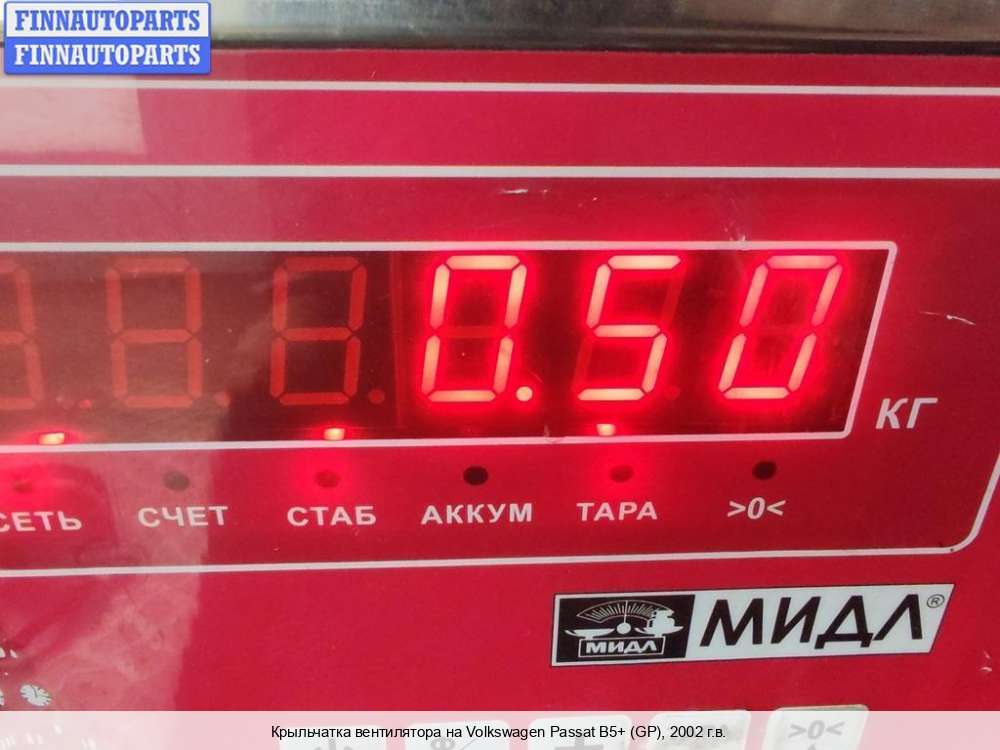 FINNAUTOPARTS
FINNAUTOPARTS
0.50
КГ
СЕТЬ СЧЕТ СТАБ АККУМ ТАРА >0<
МИДЛ МИДЛ®
>0<
Крыльчатка вентилятора на Volkswagen Passat B5+ (GP), 2002 г.в.